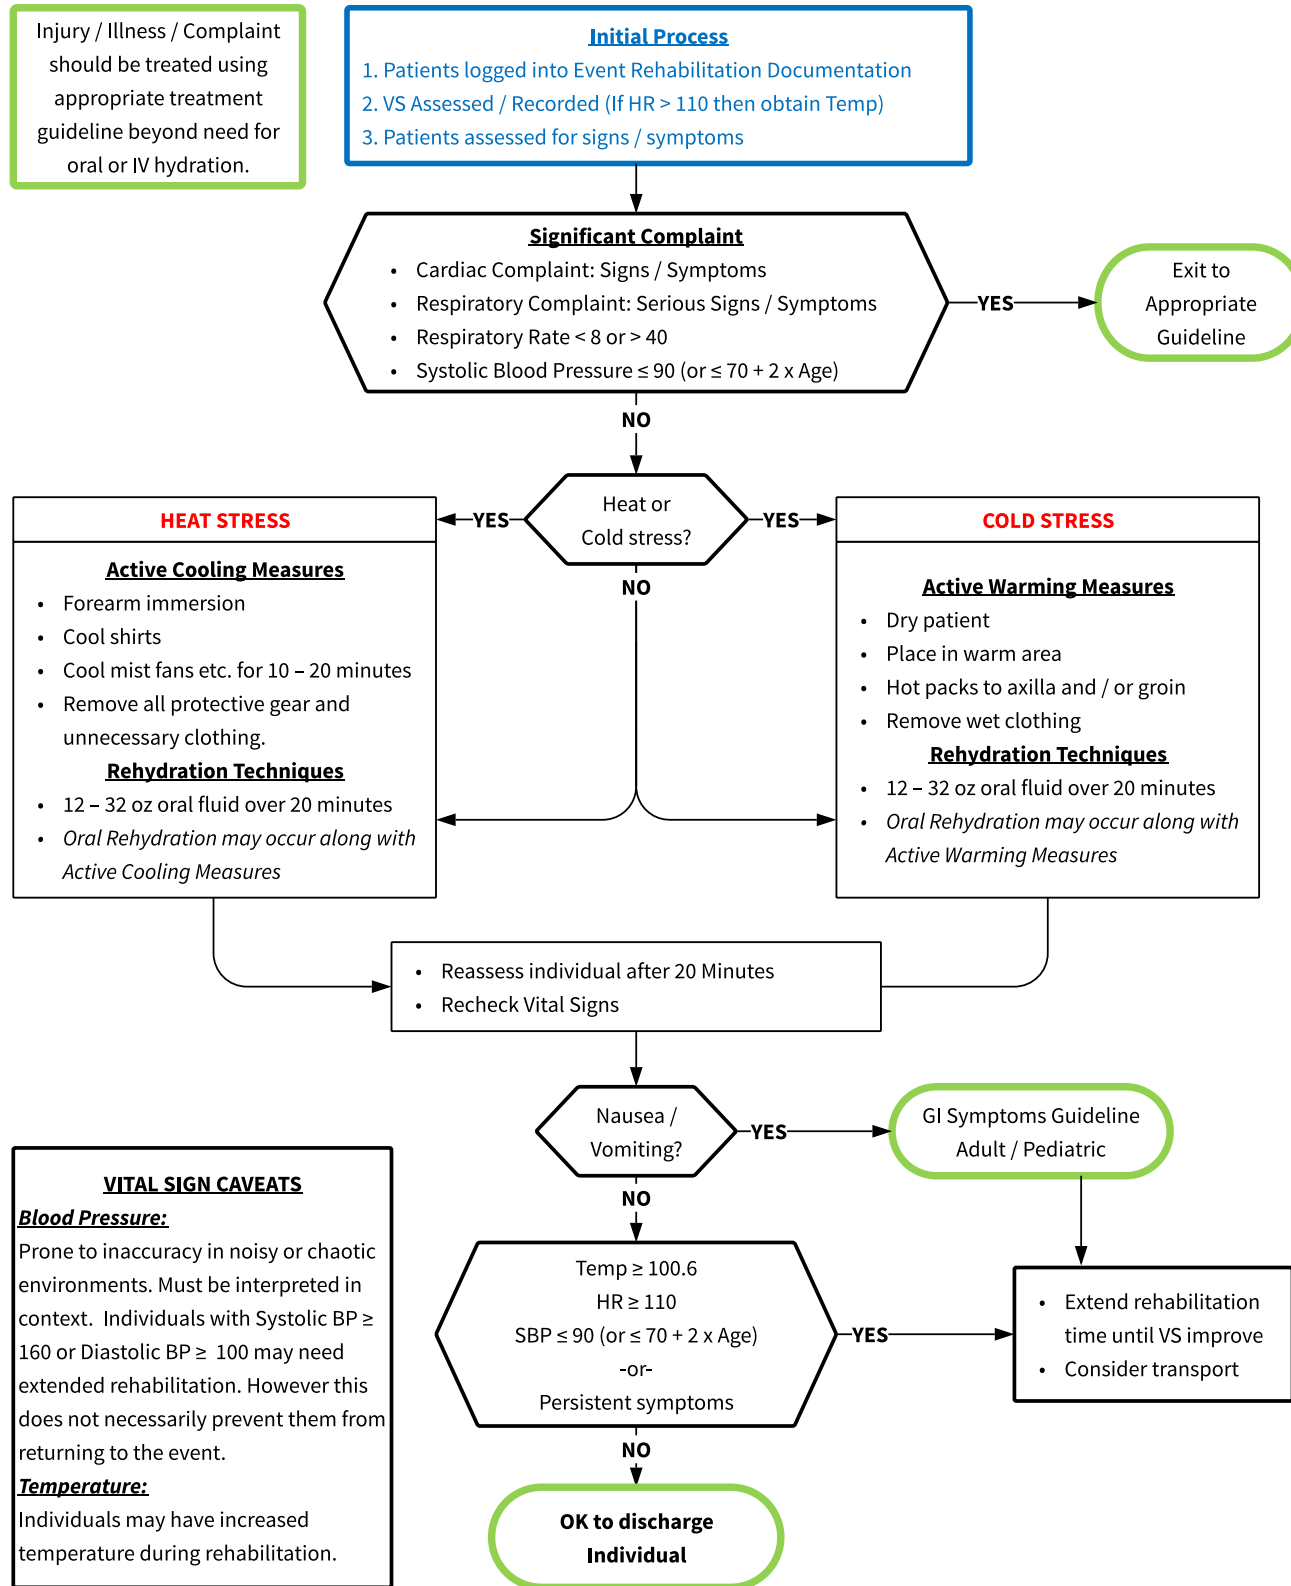 Injury / Illness / Complaint
should be treated using
appropriate treatment
guideline beyond need for
oral or IV hydration.
Initial Process
1. Patients logged into Event Rehabilitation Documentation
2. VS Assessed / Recorded (If HR > 110 then obtain Temp)
3. Patients assessed for signs / symptoms
Significant Complaint
• Cardiac Complaint: Signs / Symptoms
• Respiratory Complaint: Serious Signs / Symptoms
• Respiratory Rate < 8 or > 40
• Systolic Blood Pressure ≤ 90 (or ≤ 70 + 2 x Age)
YES
Exit to
Appropriate
Guideline
NO
Heat or
Cold stress?
YES
YES
NO
HEAT STRESS
Active Cooling Measures
• Forearm immersion
• Cool shirts
• Cool mist fans etc. for 10 – 20 minutes
• Remove all protective gear and
unnecessary clothing.
Rehydration Techniques
• 12 – 32 oz oral fluid over 20 minutes
• Oral Rehydration may occur along with
Active Cooling Measures
COLD STRESS
Active Warming Measures
• Dry patient
• Place in warm area
• Hot packs to axilla and / or groin
• Remove wet clothing
Rehydration Techniques
• 12 – 32 oz oral fluid over 20 minutes
• Oral Rehydration may occur along with
Active Warming Measures
• Reassess individual after 20 Minutes
• Recheck Vital Signs
Nausea /
Vomiting?
YES
GI Symptoms Guideline
Adult / Pediatric
NO
Temp ≥ 100.6
HR ≥ 110
SBP ≤ 90 (or ≤ 70 + 2 x Age)
-or-
Persistent symptoms
YES
• Extend rehabilitation
time until VS improve
• Consider transport
NO
OK to discharge
Individual
VITAL SIGN CAVEATS
Blood Pressure:
Prone to inaccuracy in noisy or chaotic
environments. Must be interpreted in
context.  Individuals with Systolic BP ≥
160 or Diastolic BP ≥  100 may need
extended rehabilitation. However this
does not necessarily prevent them from
returning to the event.
Temperature:
Individuals may have increased
temperature during rehabilitation.